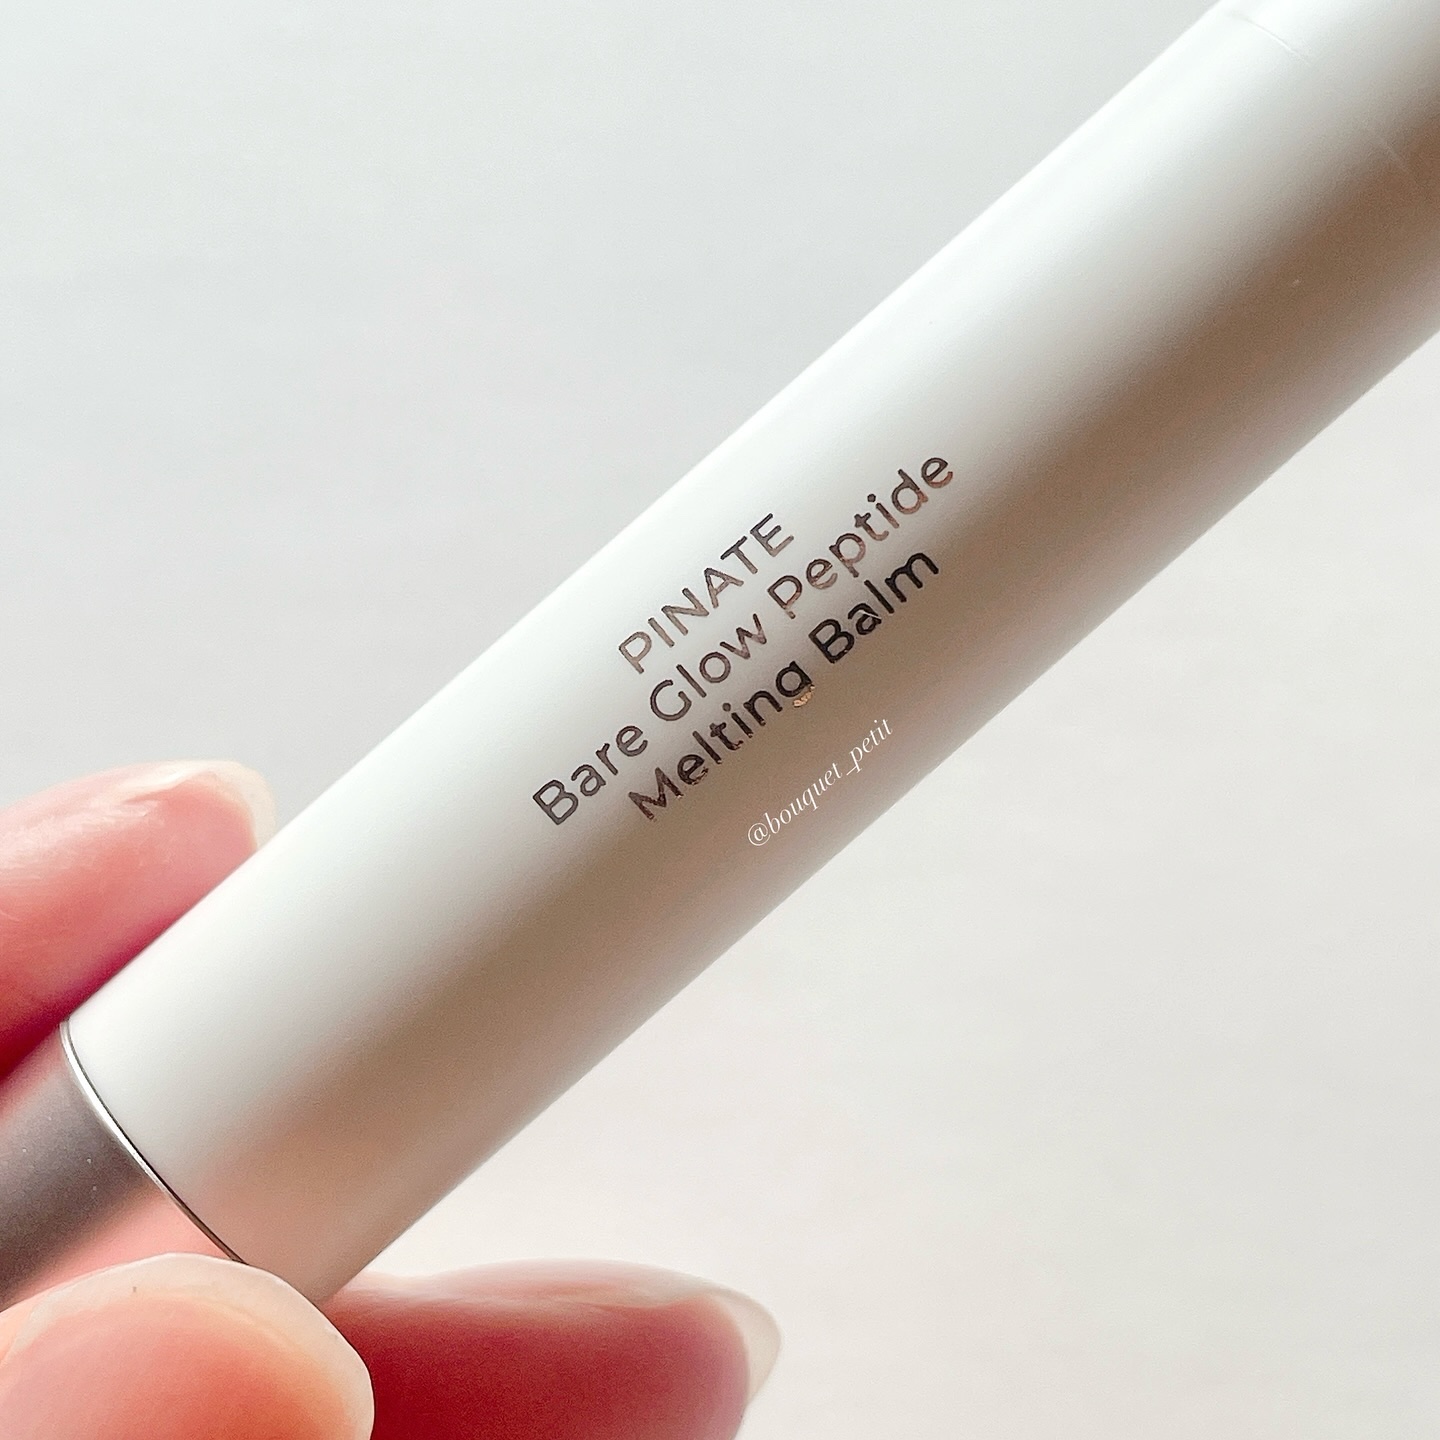 PINATE
Bare Glow Peptide
Melting Balm
@bouquet_petit